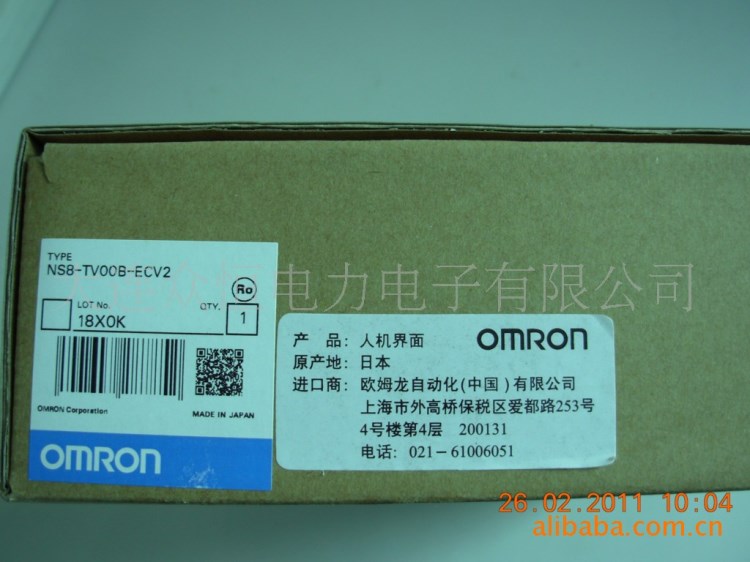 TYPE
NS8-TV00B-ECV2
Ro
LOT No.
QTY.
18X0K
1
OMRON Corporation
MADE IN JAPAN
OMRON
电力电子有限公司
产 品: 人机界面
OMRON
原产地: 日本
进口商: 欧姆龙自动化(中国)有限公司
上海市外高桥保税区爱都路253号
4号楼第4层 200131
电话: 021-61006051
26.02.2011 10:04
alibaba.com.cn